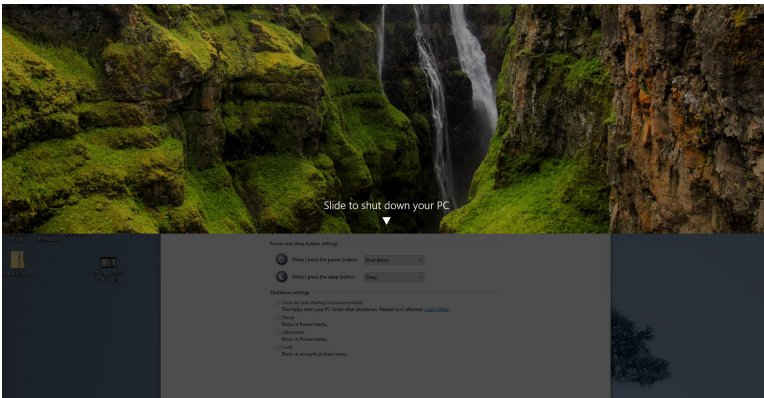 Slide to shut down your PC
Power and sleep button settings
When I press the power button: Shut down
When I press the sleep button: Sleep
Shutdown settings
Turn on fast startup (recommended)
This helps start your PC faster after shutdown. Restart isn't affected. Learn More
Sleep
Show in Power menu.
Hibernate
Show in Power menu.
Lock
Show in account picture menu.